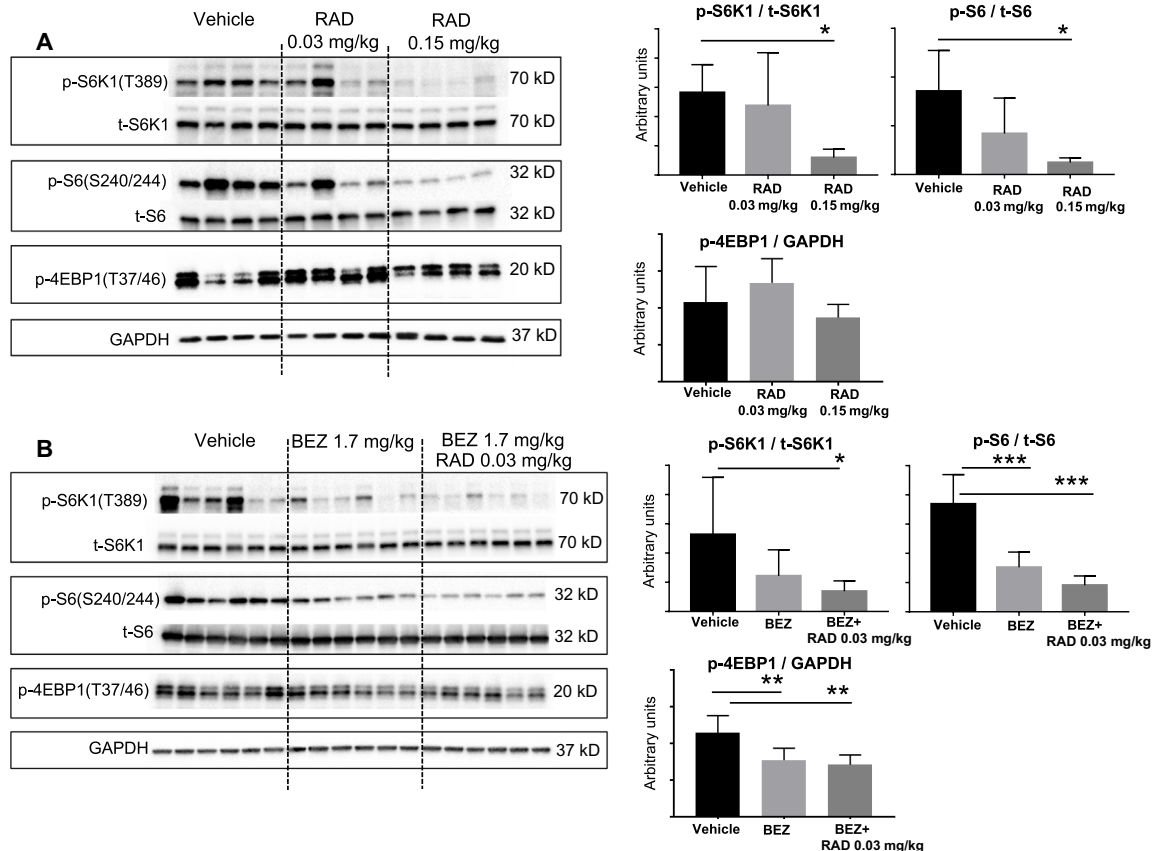 A
Vehicle
RAD
0.03 mg/kg
RAD
0.15 mg/kg
p-S6K1(T389)
70 kD
t-S6K1
70 kD
p-S6(S240/244)
32 kD
t-S6
32 kD
p-4EBP1(T37/46)
20 kD
GAPDH
37 kD
p-S6K1 / t-S6K1
*
Arbitrary units
Vehicle
RAD
0.03 mg/kg
RAD
0.15 mg/kg
p-S6 / t-S6
*
Vehicle
RAD
0.03 mg/kg
RAD
0.15 mg/kg
p-4EBP1 / GAPDH
Arbitrary units
Vehicle
RAD
0.03 mg/kg
RAD
0.15 mg/kg
B
Vehicle
BEZ 1.7 mg/kg
BEZ 1.7 mg/kg
RAD 0.03 mg/kg
p-S6K1(T389)
70 kD
t-S6K1
70 kD
p-S6(S240/244)
32 kD
t-S6
32 kD
p-4EBP1(T37/46)
20 kD
GAPDH
37 kD
p-S6K1 / t-S6K1
*
Arbitrary units
Vehicle
BEZ
BEZ+
RAD 0.03 mg/kg
p-S6 / t-S6
***
***
Vehicle
BEZ
BEZ+
RAD 0.03 mg/kg
p-4EBP1 / GAPDH
**
**
Arbitrary units
Vehicle
BEZ
BEZ+
RAD 0.03 mg/kg